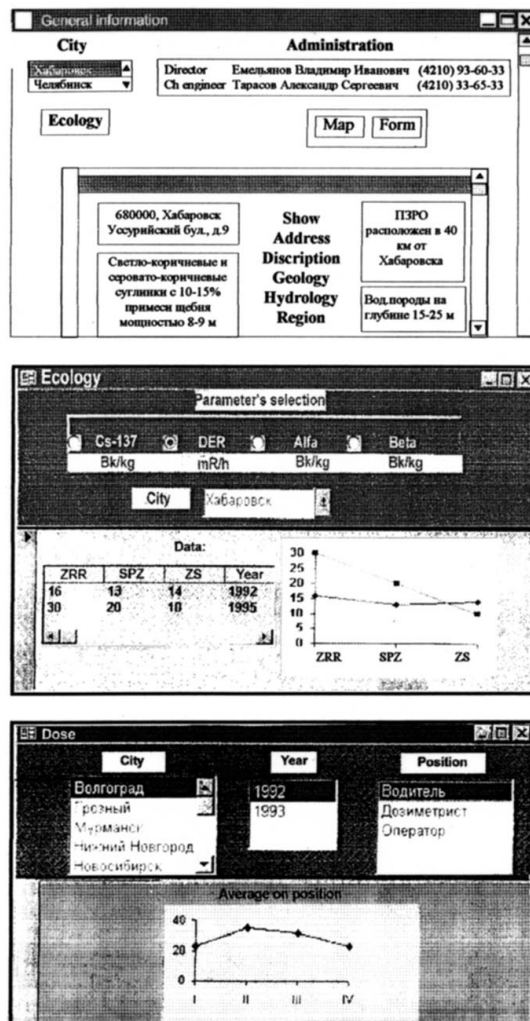 General information
City
Administration
Хабаровск
Челябинск
Director Емельянов Владимир Иванович (4210) 93-60-33
Ch engineer Тарасов Александр Сергеевич (4210) 33-65-33
Ecology
Map Form
680000, Хабаровск
Уссурийский бул., д.9
Светло-коричневые и
серовато-коричневые
суглинки с 10-15%
примеси щебня
мощностью 8-9 м
Show
Address
Discription
Geology
Hydrology
Region
ПЗРО
расположен в 40
км от
Хабаровска
Вод.породы на
глубине 15-25 м
Ecology
Parameter's selection
Cs-137 DER Alfa Beta
Bk/kg mR/h Bk/kg Bk/kg
City Хабаровск
Data:
ZRR SPZ ZS Year
16 13 14 1992
30 20 10 1995
30
25
20
15
10
5
0
ZRR SPZ ZS
Dose
City Year Position
Волгоград
Грозный
Мурманск
Нижний Новгород
Новосибирск
1992
1993
Водитель
Дозиметрист
Оператор
Average on position
40
20
0
I II III IV